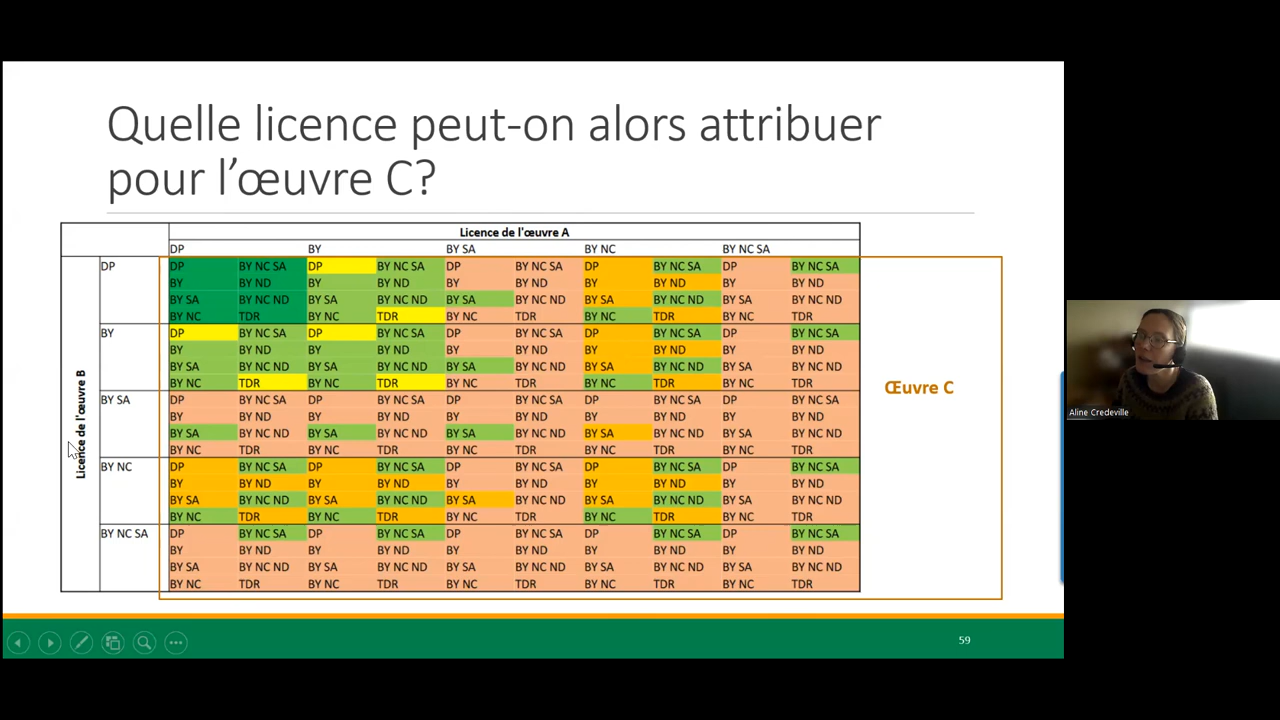 Quelle licence peut-on alors attribuer
pour l’œuvre C?
Licence de l'œuvre A
DP BY BY SA BY NC BY NC SA
Licence de l'œuvre B
DP DP BY NC SA DP BY NC SA DP BY NC SA DP BY NC SA DP BY NC SA
BY BY ND BY BY ND BY BY ND BY BY ND BY BY ND
BY SA BY NC ND BY SA BY NC ND BY SA BY NC ND BY SA BY NC ND BY SA BY NC ND
BY NC TDR BY NC TDR BY NC TDR BY NC TDR BY NC TDR
BY DP BY NC SA DP BY NC SA DP BY NC SA DP BY NC SA DP BY NC SA
BY BY ND BY BY ND BY BY ND BY BY ND BY BY ND
BY SA BY NC ND BY SA BY NC ND BY SA BY NC ND BY SA BY NC ND BY SA BY NC ND
BY NC TDR BY NC TDR BY NC TDR BY NC TDR BY NC TDR
BY SA DP BY NC SA DP BY NC SA DP BY NC SA DP BY NC SA DP BY NC SA
BY BY ND BY BY ND BY BY ND BY BY ND BY BY ND
BY SA BY NC ND BY SA BY NC ND BY SA BY NC ND BY SA BY NC ND BY SA BY NC ND
BY NC TDR BY NC TDR BY NC TDR BY NC TDR BY NC TDR
BY NC DP BY NC SA DP BY NC SA DP BY NC SA DP BY NC SA DP BY NC SA
BY BY ND BY BY ND BY BY ND BY BY ND BY BY ND
BY SA BY NC ND BY SA BY NC ND BY SA BY NC ND BY SA BY NC ND BY SA BY NC ND
BY NC TDR BY NC TDR BY NC TDR BY NC TDR BY NC TDR
BY NC SA DP BY NC SA DP BY NC SA DP BY NC SA DP BY NC SA DP BY NC SA
BY BY ND BY BY ND BY BY ND BY BY ND BY BY ND
BY SA BY NC ND BY SA BY NC ND BY SA BY NC ND BY SA BY NC ND BY SA BY NC ND
BY NC TDR BY NC TDR BY NC TDR BY NC TDR BY NC TDR
Œuvre C
Aline Credeville
59